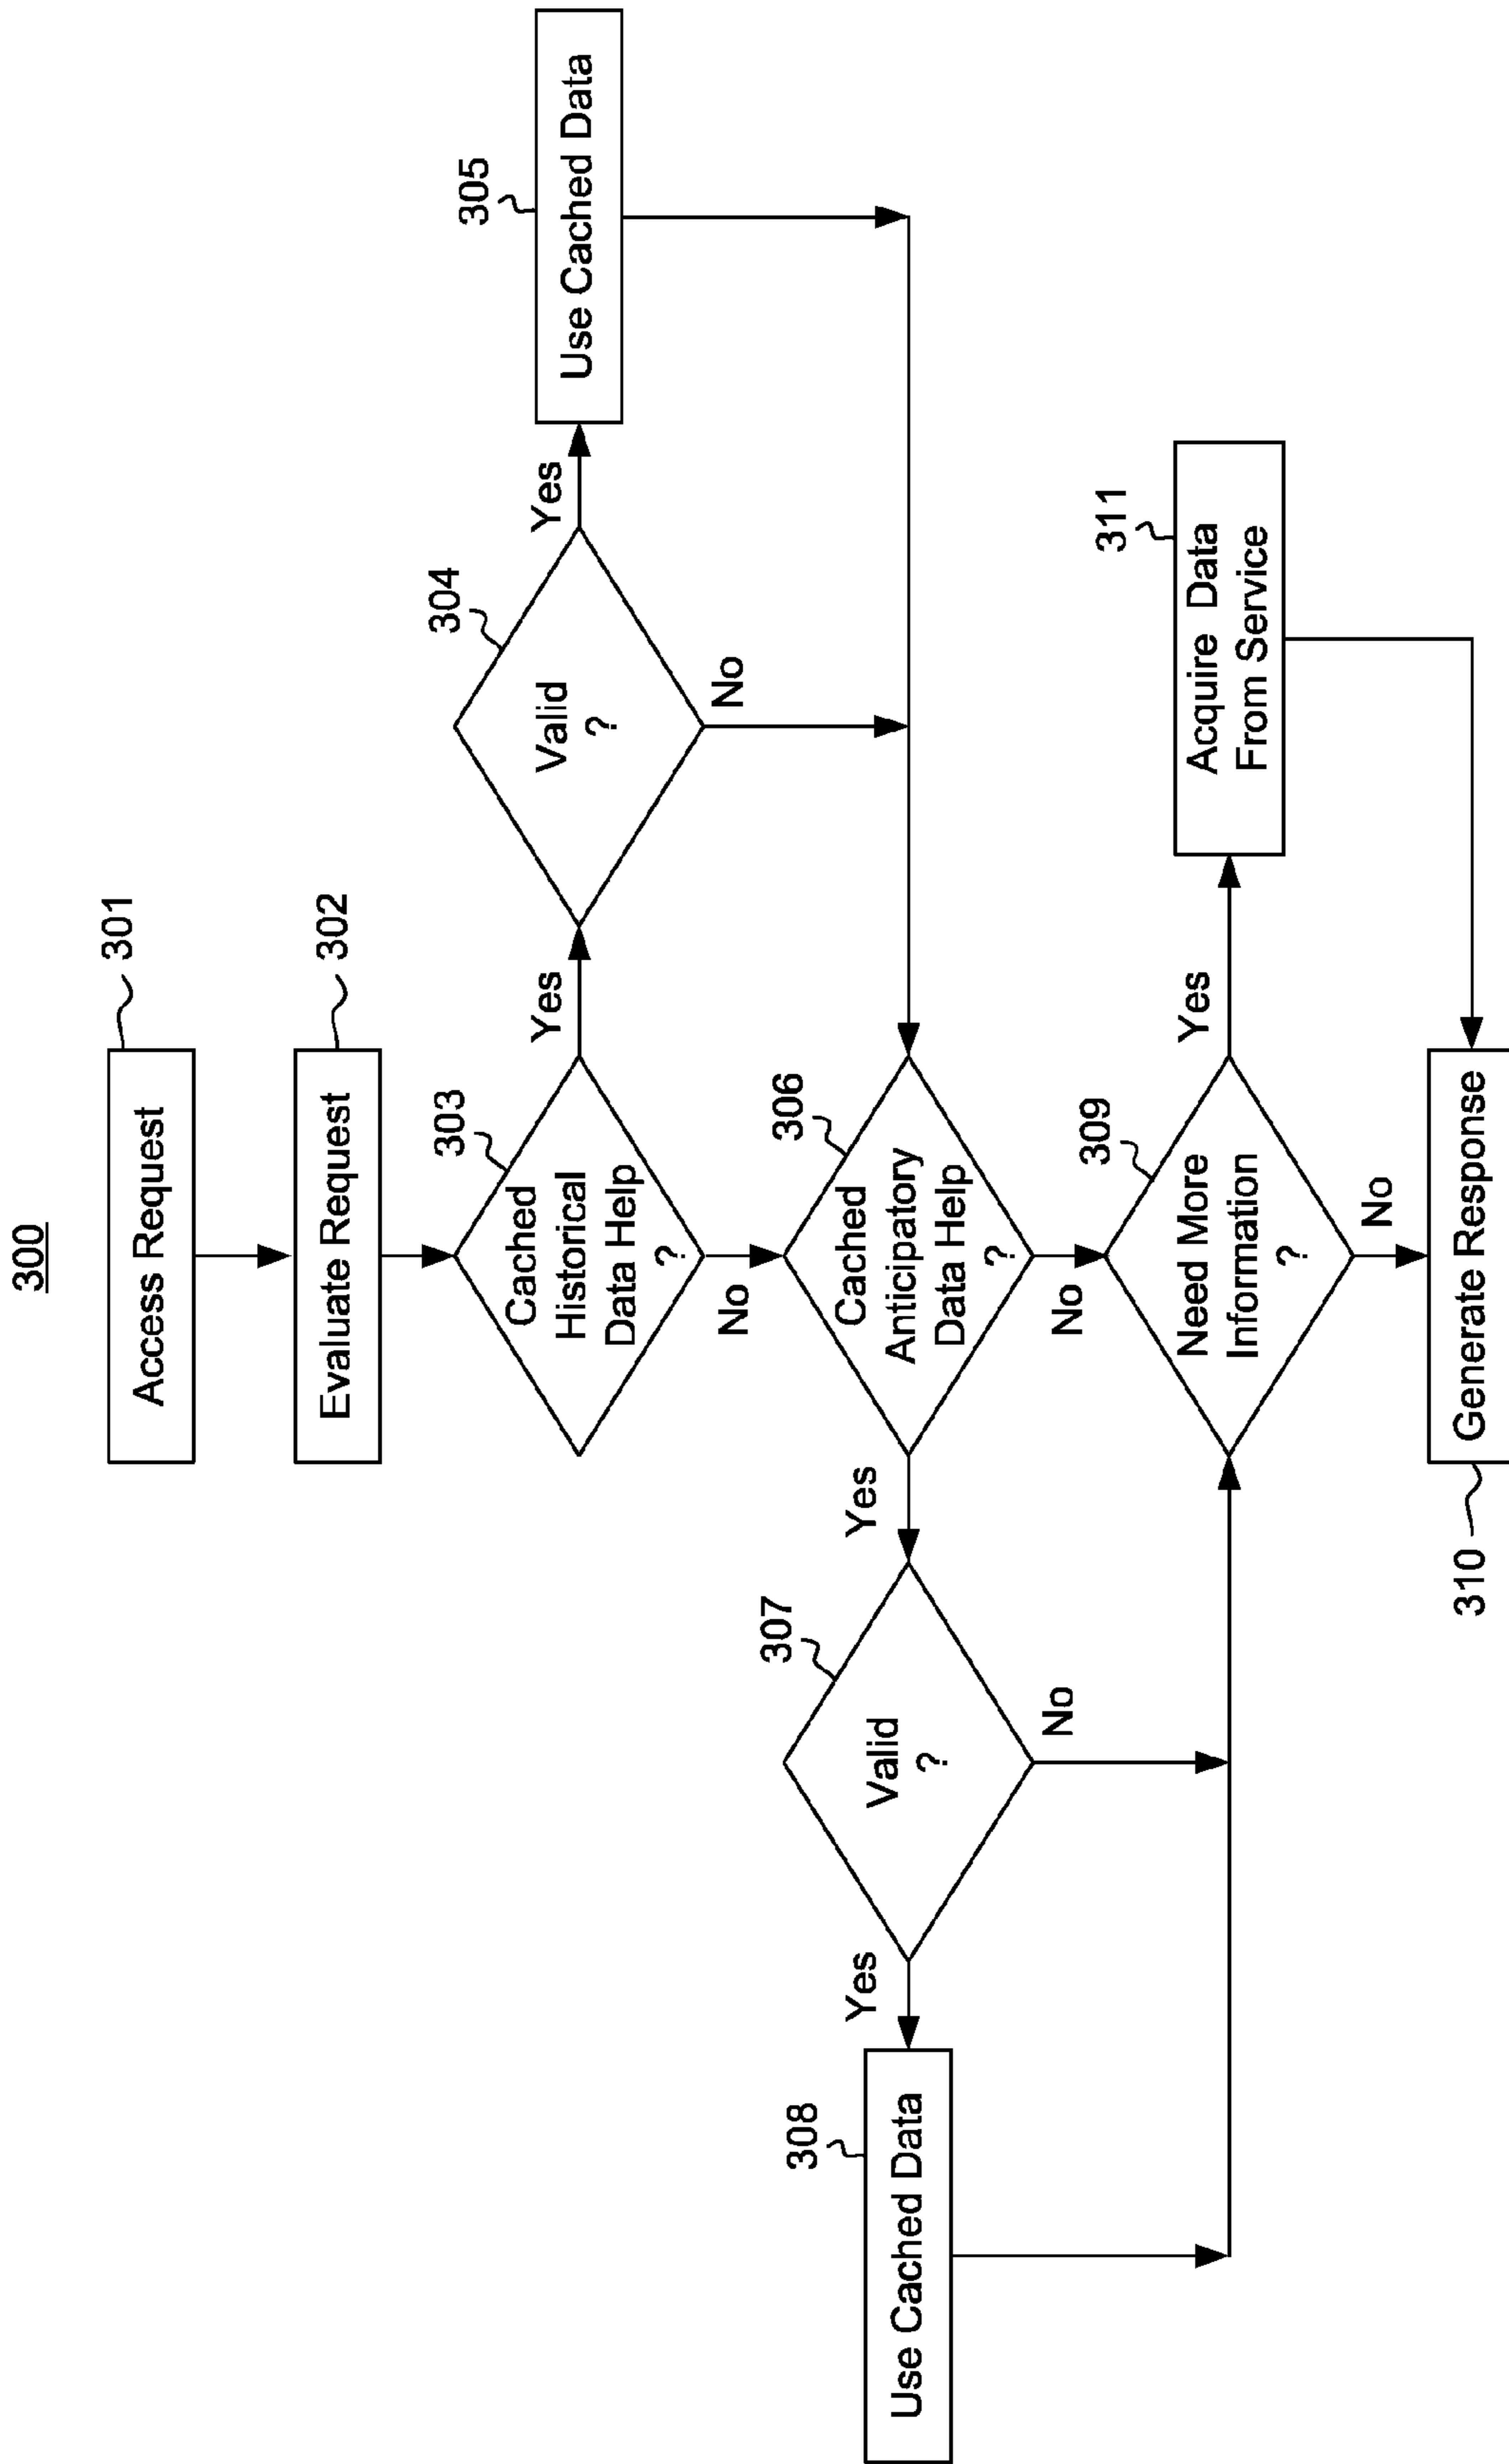 300
Access Request
301
Evaluate Request
302
Cached
Historical
Data Help
?
303
Yes
No
Valid
?
304
Yes
No
Use Cached Data
305
Cached
Anticipatory
Data Help
?
306
Yes
No
Valid
?
307
Yes
No
Use Cached Data
308
Need More
Information
?
309
Yes
No
Acquire Data
From Service
311
Generate Response
310